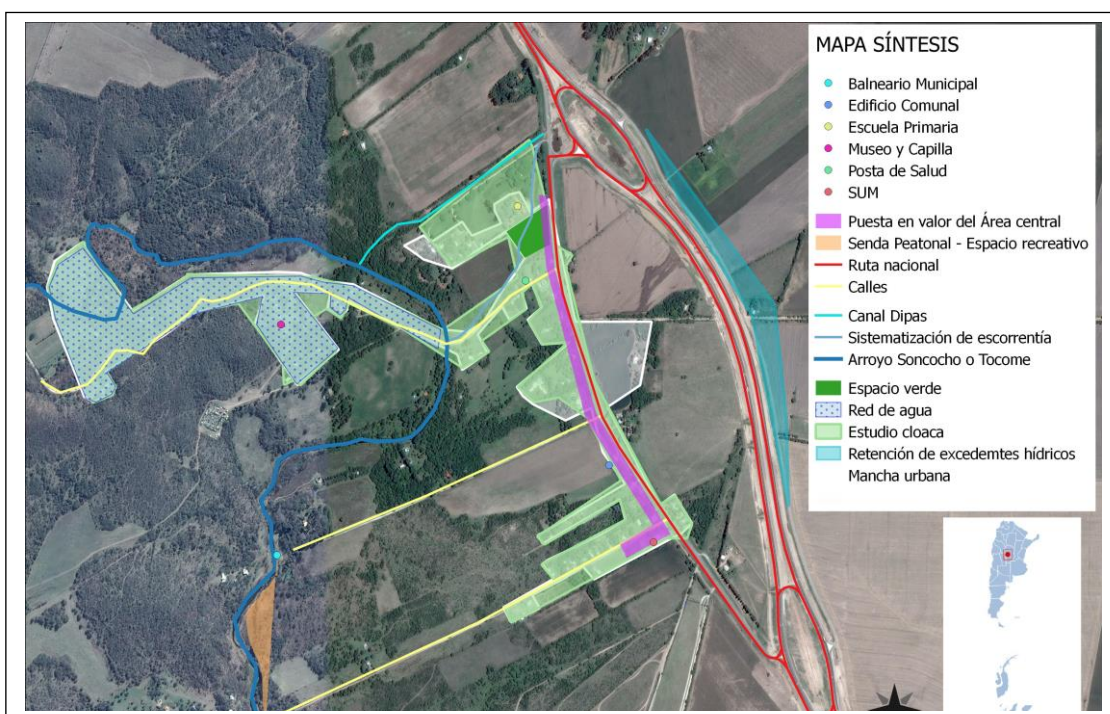 MAPA SÍNTESIS
Balneario Municipal
Edificio Comunal
Escuela Primaria
Museo y Capilla
Posta de Salud
SUM
Puesta en valor del Área central
Senda Peatonal - Espacio recreativo
Ruta nacional
Calles
Canal Dipas
Sistematización de escorrentía
Arroyo Soncocho o Tocome
Espacio verde
Red de agua
Estudio cloaca
Retención de excedemtes hídricos
Mancha urbana